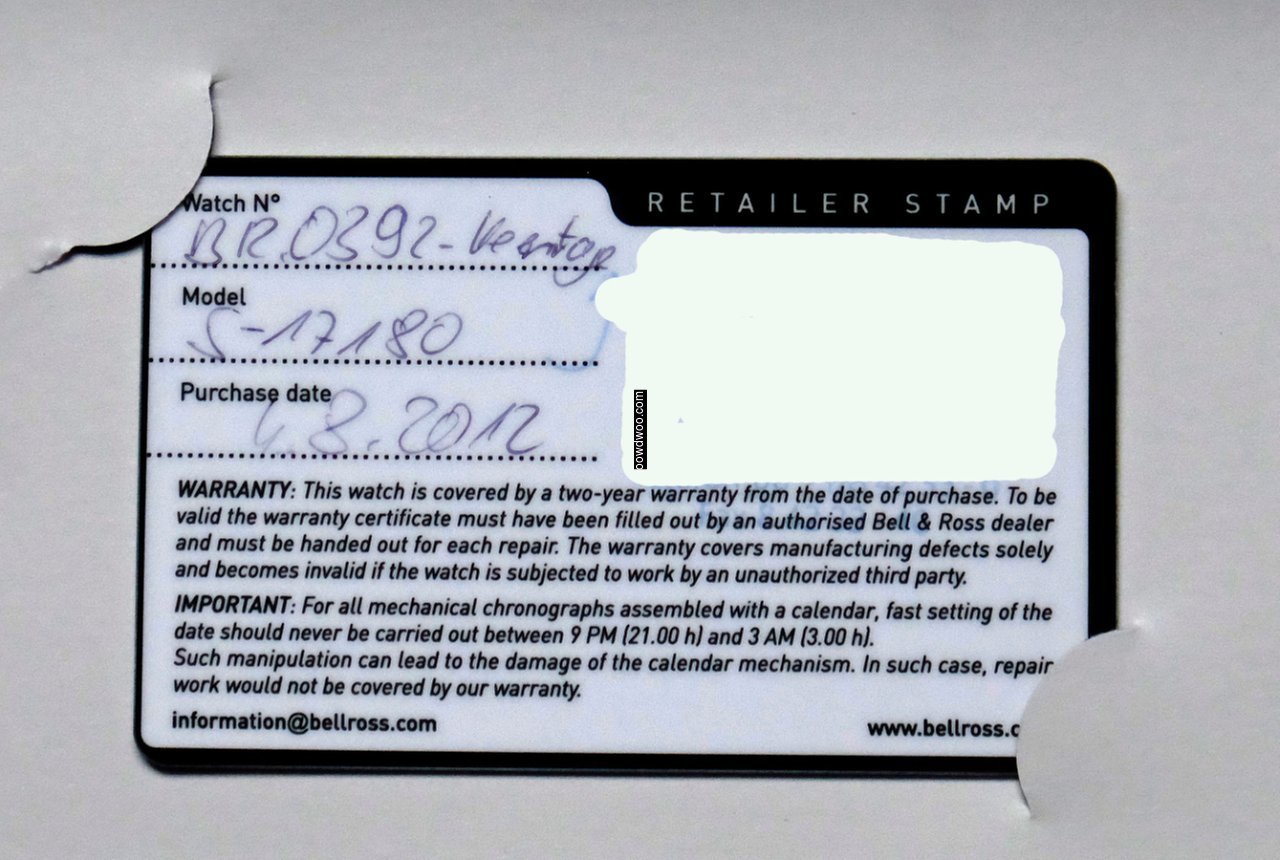 Watch N°
RETAILER STAMP
BR.0392-
Model
S-17180
Purchase date
.8.2012
powdwoo.com
WARRANTY: This watch is covered by a two-year warranty from the date of purchase. To be
valid the warranty certificate must have been filled out by an authorised Bell & Ross dealer
and must be handed out for each repair. The warranty covers manufacturing defects solely
and becomes invalid if the watch is subjected to work by an unauthorized third party.
IMPORTANT: For all mechanical chronographs assembled with a calendar, fast setting of the
date should never be carried out between 9 PM (21.00 h) and 3 AM (3.00 h).
Such manipulation can lead to the damage of the calendar mechanism. In such case, repair
work would not be covered by our warranty.
information@bellross.com
www.bellross.c